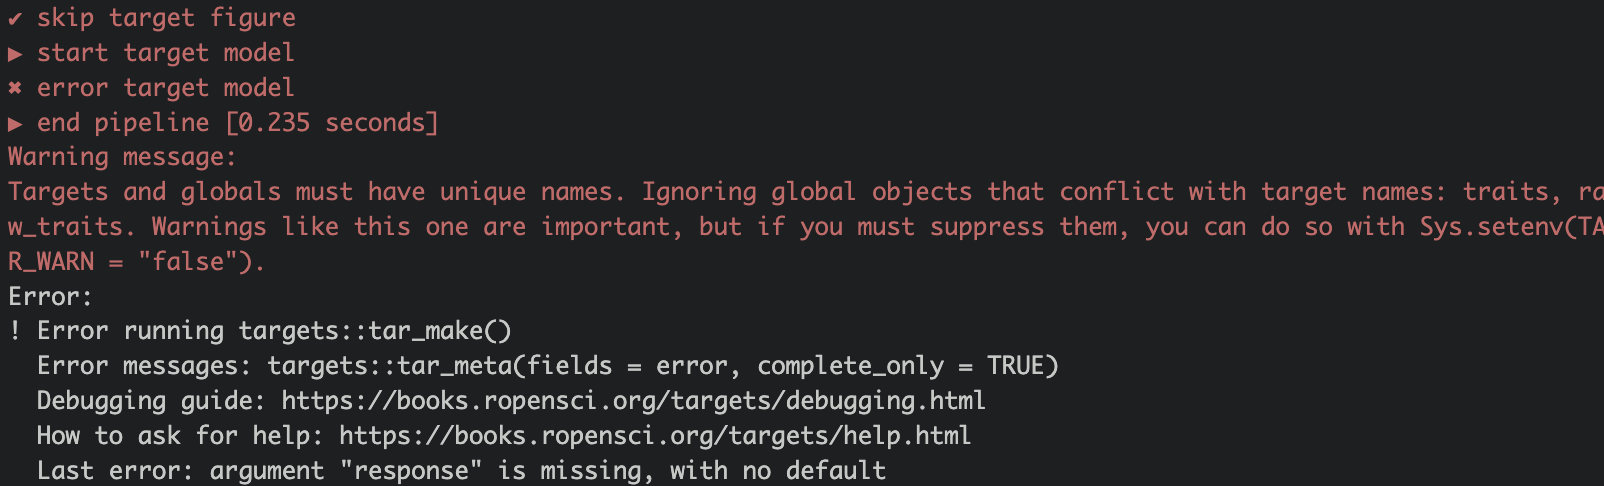 ✔ skip target figure
▶ start target model
✖ error target model
▶ end pipeline [0.235 seconds]
Warning message:
Targets and globals must have unique names. Ignoring global objects that conflict with target names: traits, ra
w_traits. Warnings like this one are important, but if you must suppress them, you can do so with Sys.setenv(TA
R_WARN = "false").
Error:
! Error running targets::tar_make()
  Error messages: targets::tar_meta(fields = error, complete_only = TRUE)
  Debugging guide: https://books.ropensci.org/targets/debugging.html
  How to ask for help: https://books.ropensci.org/targets/help.html
  Last error: argument "response" is missing, with no default